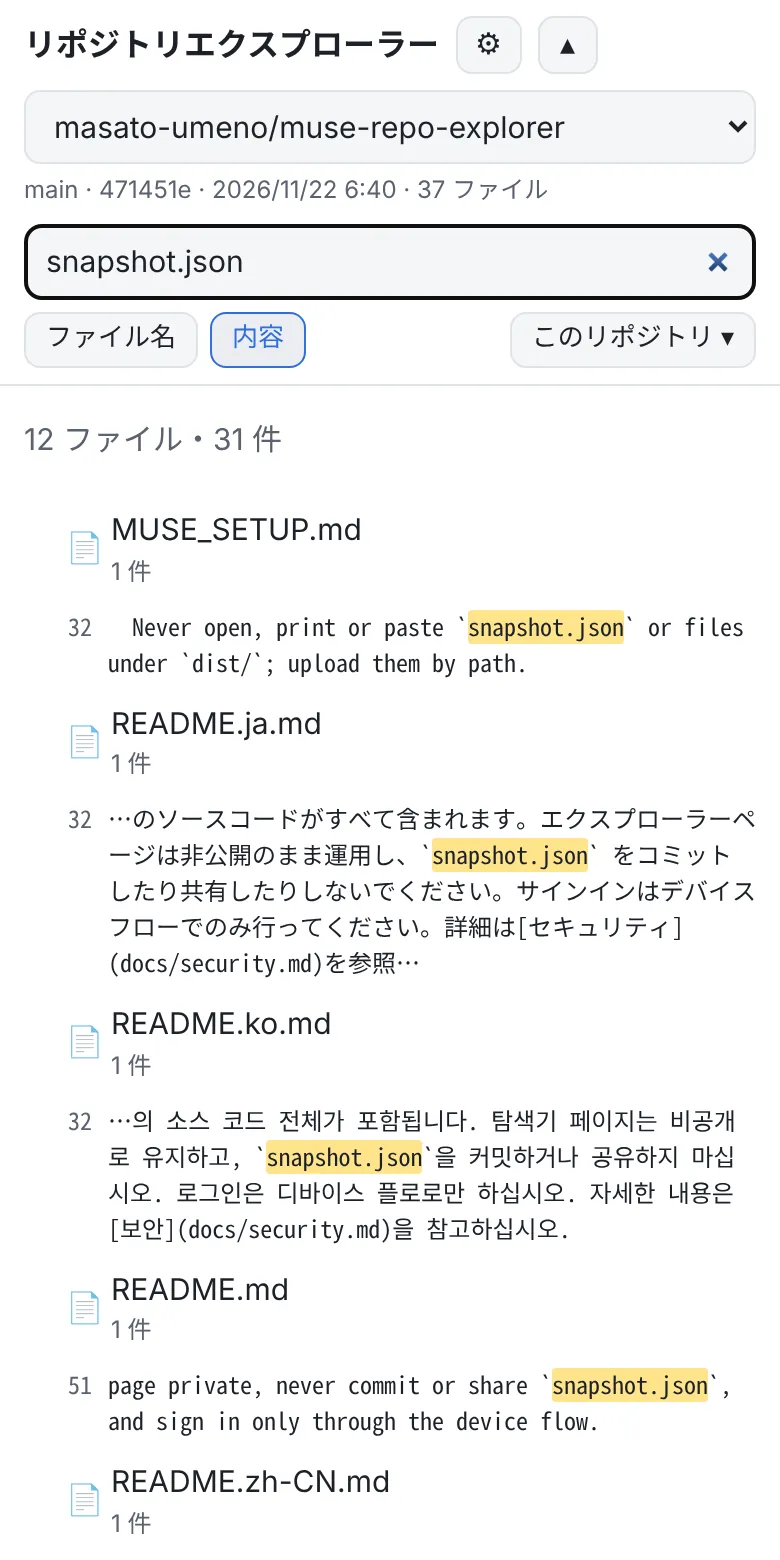 リポジトリエクスプローラー ⚙ ▲
masato-umeno/muse-repo-explorer
main · 471451e · 2026/11/22 6:40 · 37 ファイル
snapshot.json ×
ファイル名 内容 このリポジトリ ▾
12 ファイル・31 件
MUSE_SETUP.md
1 件
32 Never open, print or paste `snapshot.json` or files
under `dist/`; upload them by path.
README.ja.md
1 件
32 …のソースコードがすべて含まれます。エクスプローラーペ
ージは非公開のまま運用し、`snapshot.json` をコミット
したり共有したりしないでください。サインインはデバイス
フローでのみ行ってください。詳細は[セキュリティ]
(docs/security.md)を参照…
README.ko.md
1 件
32 …의 소스 코드 전체가 포함됩니다. 탐색기 페이지는 비공개
로 유지하고, `snapshot.json`을 커밋하거나 공유하지 마십
시오. 로그인은 디바이스 플로로만 하십시오. 자세한 내용은
[보안](docs/security.md)을 참고하십시오.
README.md
1 件
51 page private, never commit or share `snapshot.json`,
and sign in only through the device flow.
README.zh-CN.md
1 件